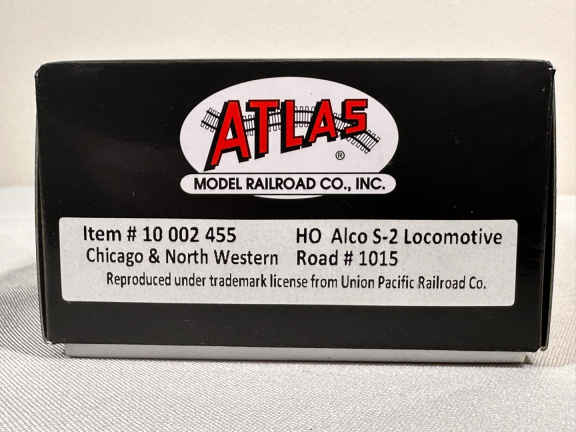 ATLAS
®
MODEL RAILROAD CO., INC.
Item # 10 002 455 HO Alco S-2 Locomotive
Chicago & North Western Road # 1015
Reproduced under trademark license from Union Pacific Railroad Co.